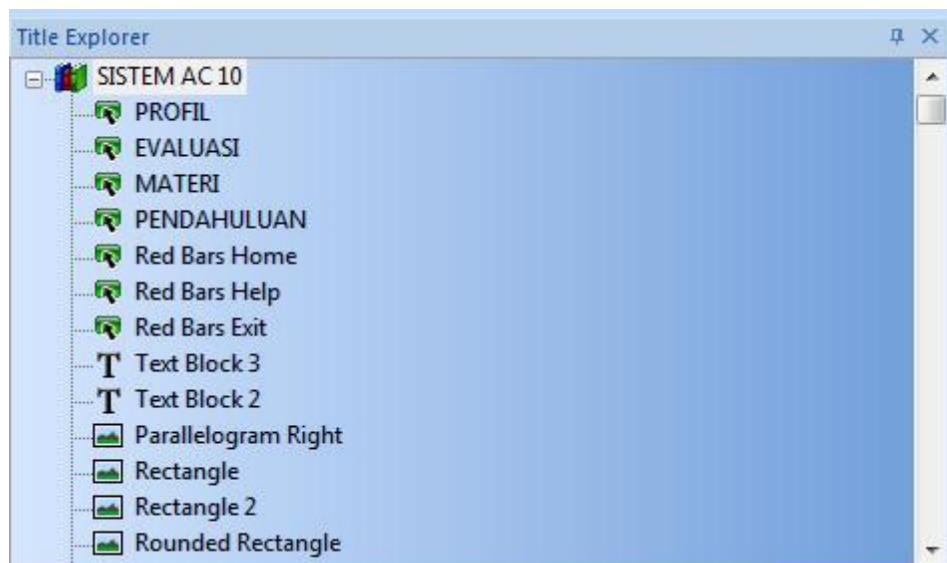 Title Explorer
SISTEM AC 10
PROFIL
EVALUASI
MATERI
PENDAHULUAN
Red Bars Home
Red Bars Help
Red Bars Exit
Text Block 3
Text Block 2
Parallelogram Right
Rectangle
Rectangle 2
Rounded Rectangle